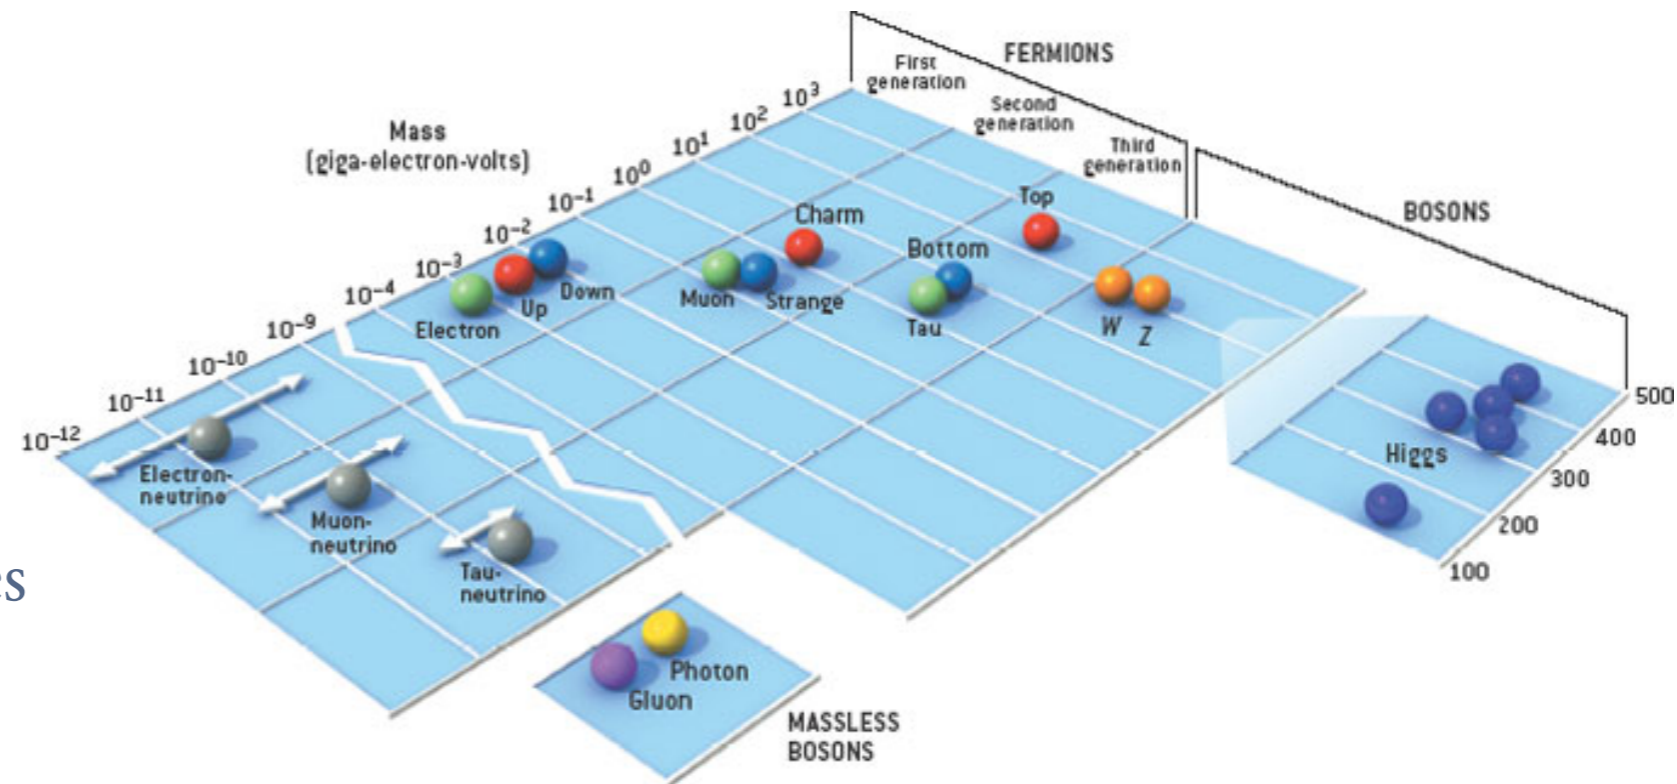 FERMIONS
First
generation
Second
generation
Third
generation
BOSONS
Mass
(giga-electron-volts)
10³
10²
10¹
10⁰
10⁻¹
10⁻²
10⁻³
10⁻⁴
10⁻⁹
10⁻¹⁰
10⁻¹¹
10⁻¹²
Top
Charm
Bottom
Down
Up
Electron
Muon
Strange
Tau
W
Z
Electron-
neutrino
Muon-
neutrino
Tau-
neutrino
Higgs
500
400
300
200
100
Photon
Gluon
MASSLESS
BOSONS